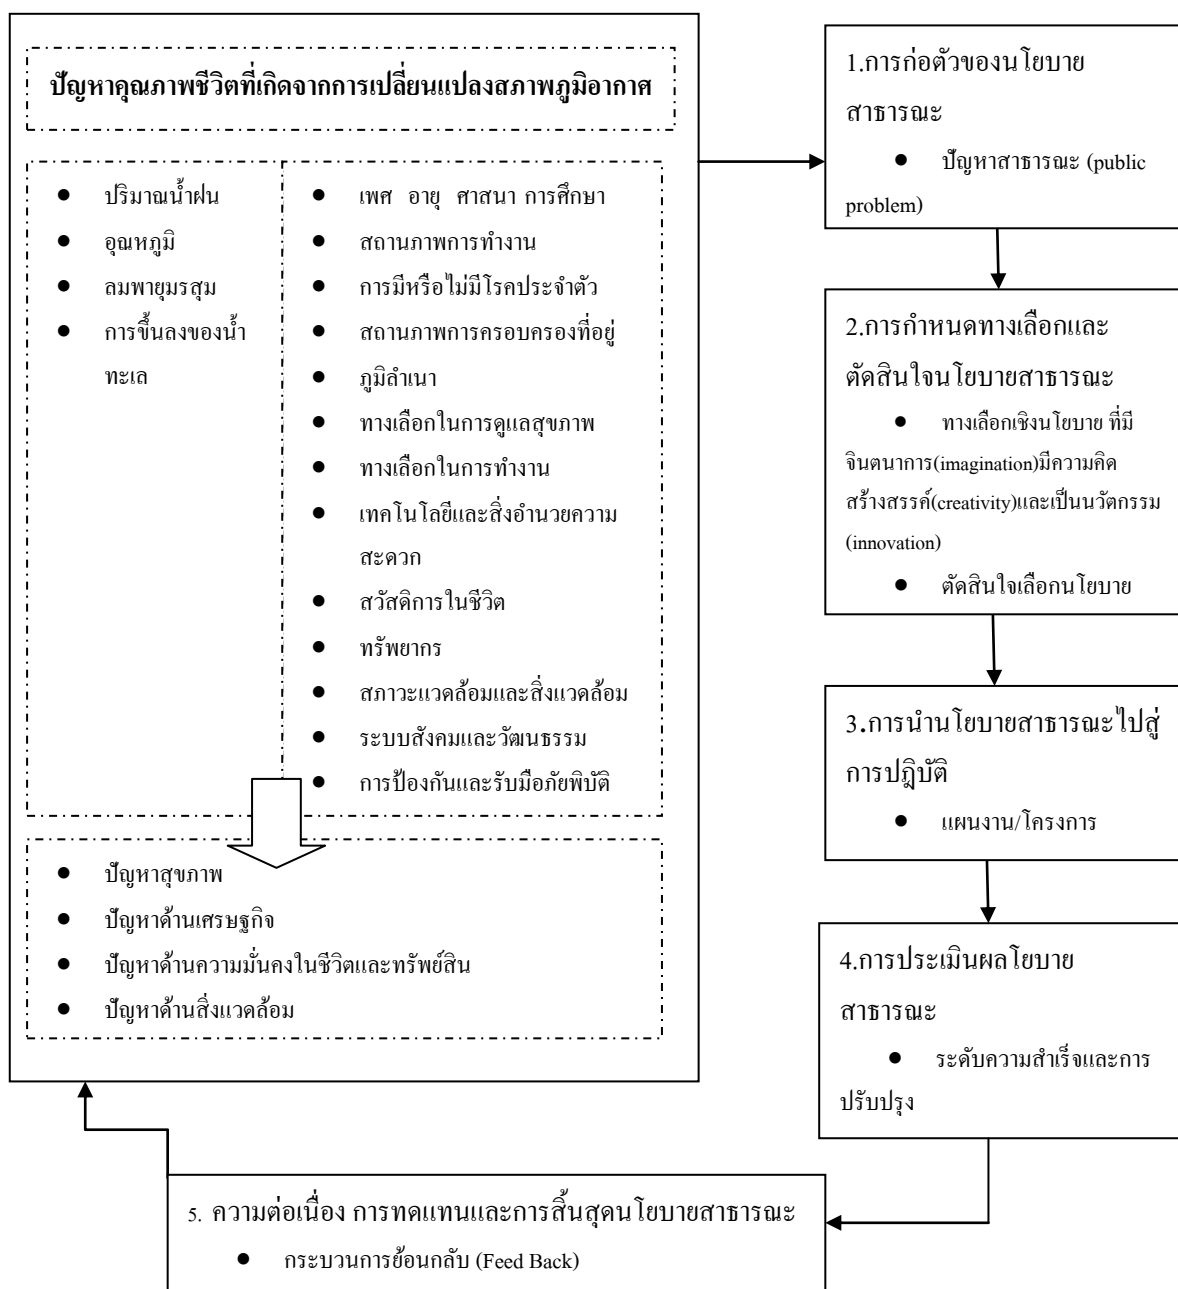 ปัญหาคุณภาพชีวิตที่เกิดจากการเปลี่ยนแปลงสภาพภูมิอากาศ
● ปริมาณน้ำฝน
● อุณหภูมิ
● ลมพายุมรสุม
● การขึ้นลงของน้ำ
ทะเล
● เพศ อายุ ศาสนา การศึกษา
● สถานภาพการทำงาน
● การมีหรือไม่มีโรคประจำตัว
● สถานภาพการครอบครองที่อยู่
● ภูมิลำเนา
● ทางเลือกในการดูแลสุขภาพ
● ทางเลือกในการทำงาน
● เทคโนโลยีและสิ่งอำนวยความ
สะดวก
● สวัสดิการในชีวิต
● ทรัพยากร
● สภาวะแวดล้อมและสิ่งแวดล้อม
● ระบบสังคมและวัฒนธรรม
● การป้องกันและรับมือภัยพิบัติ
● ปัญหาสุขภาพ
● ปัญหาด้านเศรษฐกิจ
● ปัญหาด้านความมั่นคงในชีวิตและทรัพย์สิน
● ปัญหาด้านสิ่งแวดล้อม
1.การก่อตัวของนโยบาย
สาธารณะ
● ปัญหาสาธารณะ (public
problem)
2.การกำหนดทางเลือกและ
ตัดสินใจนโยบายสาธารณะ
● ทางเลือกเชิงนโยบาย ที่มี
จินตนาการ(imagination)มีความคิด
สร้างสรรค์(creativity)และเป็นนวัตกรรม
(innovation)
● ตัดสินใจเลือกนโยบาย
3.การนำนโยบายสาธารณะไปสู่
การปฎิบัติ
● แผนงาน/โครงการ
4.การประเมินผลโยบาย
สาธารณะ
● ระดับความสำเร็จและการ
ปรับปรุง
5. ความต่อเนื่อง การทดแทนและการสิ้นสุดนโยบายสาธารณะ
● กระบวนการย้อนกลับ (Feed Back)